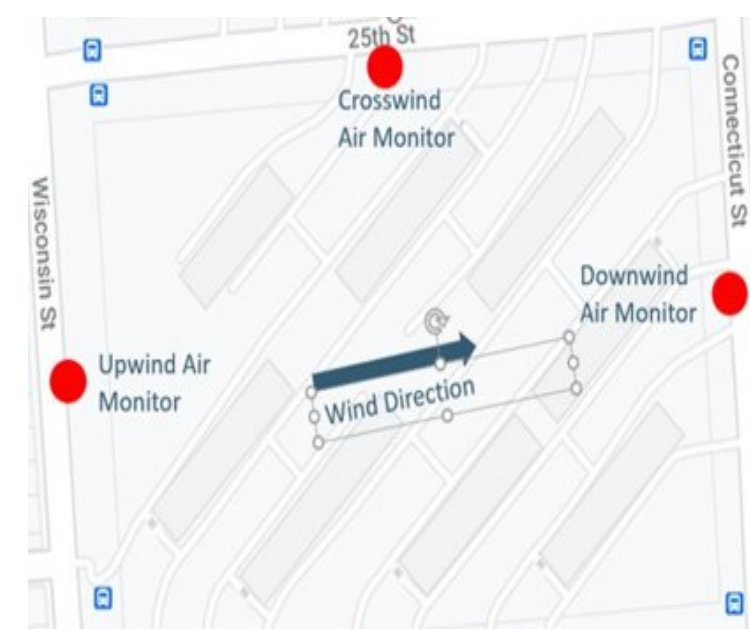 25th St
Crosswind
Air Monitor
Connecticut St
Wisconsin St
Downwind
Air Monitor
Upwind Air
Monitor
Wind Direction